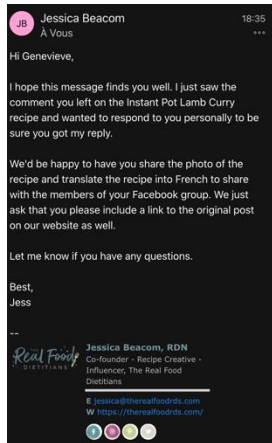 JB
Jessica Beacom
18:35
À Vous
Hi Genevieve,
I hope this message finds you well. I just saw the
comment you left on the Instant Pot Lamb Curry
recipe and wanted to respond to you personally to be
sure you got my reply.
We'd be happy to have you share the photo of the
recipe and translate the recipe into French to share
with the members of your Facebook group. We just
ask that you please include a link to the original post
on our website as well.
Let me know if you have any questions.
Best,
Jess
--
Real Food
DIETITIANS
Jessica Beacom, RDN
Co-founder - Recipe Creative -
Influencer, The Real Food
Dietitians
E jessica@therealfoodrds.com
W https://therealfoodrds.com/